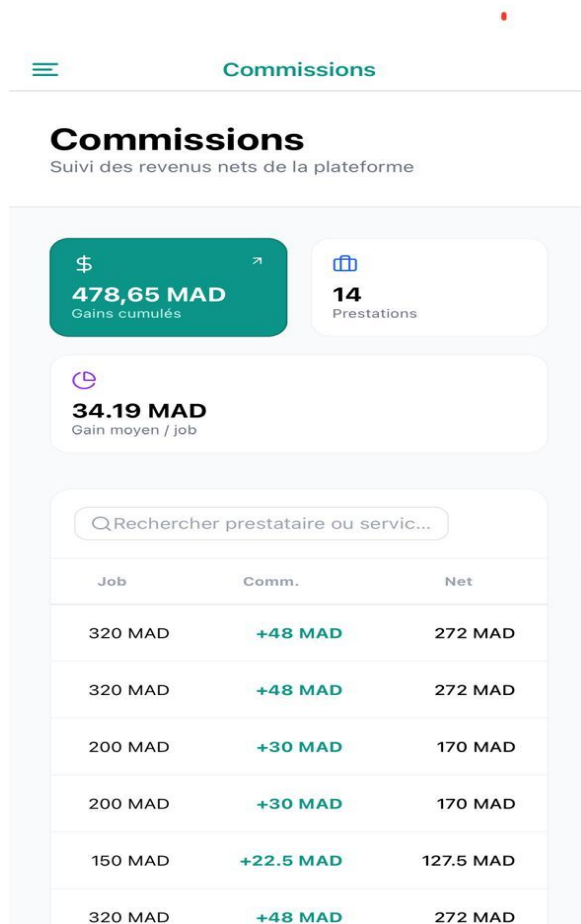 Commissions
Commissions
Suivi des revenus nets de la plateforme
478,65 MAD
Gains cumulés
14
Prestations
34.19 MAD
Gain moyen / job
Rechercher prestataire ou servic...
Job Comm. Net
320 MAD +48 MAD 272 MAD
320 MAD +48 MAD 272 MAD
200 MAD +30 MAD 170 MAD
200 MAD +30 MAD 170 MAD
150 MAD +22.5 MAD 127.5 MAD
320 MAD +48 MAD 272 MAD